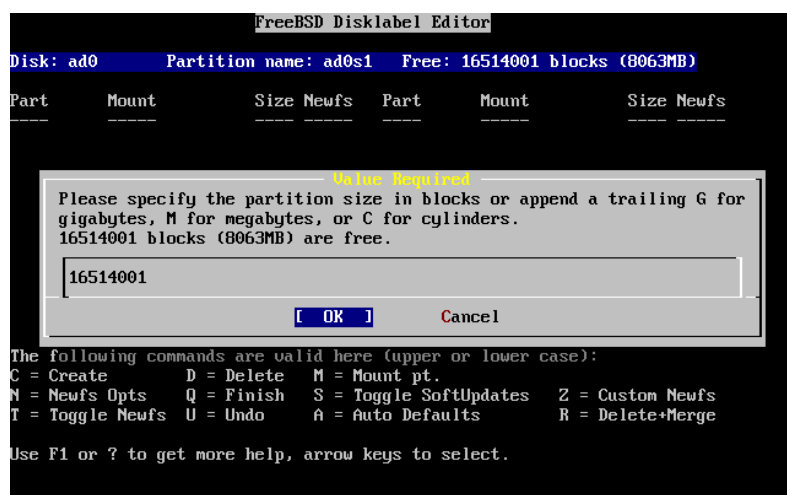 FreeBSD Disklabel Editor
Disk: ad0 Partition name: ad0s1 Free: 16514001 blocks (8063MB)
Part Mount Size Newfs Part Mount Size Newfs
---- ----- ---- ----- ---- ----- ---- -----
Value Required
Please specify the partition size in blocks or append a trailing G for
gigabytes, M for megabytes, or C for cylinders.
16514001 blocks (8063MB) are free.
16514001
[ OK ] Cancel
The following commands are valid here (upper or lower case):
C = Create D = Delete M = Mount pt.
N = Newfs Opts Q = Finish S = Toggle SoftUpdates Z = Custom Newfs
T = Toggle Newfs U = Undo A = Auto Defaults R = Delete+Merge
Use F1 or ? to get more help, arrow keys to select.